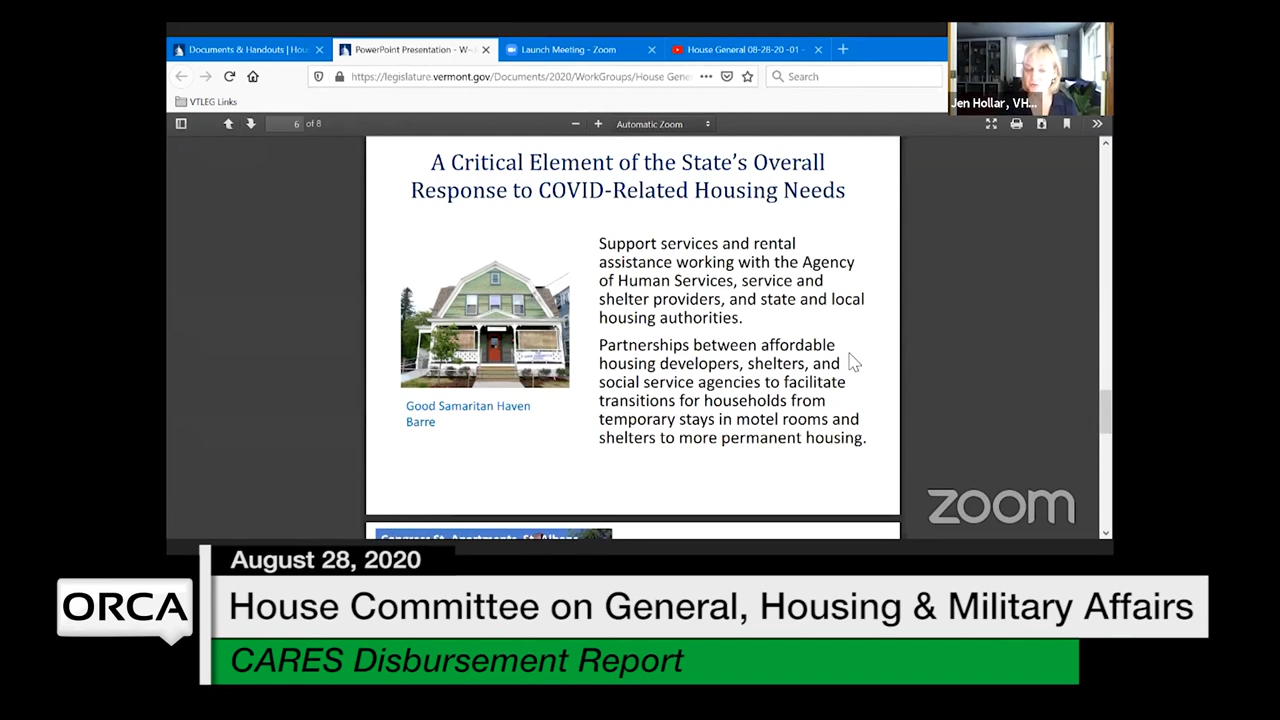 Documents & Handouts | Hou
PowerPoint Presentation - W~
Launch Meeting - Zoom
House General 08-28-20 -01 -
https://legislature.vermont.gov/Documents/2020/WorkGroups/House Gene
Search
VTLEG Links
Jen Hollar, VH...
6 of 8
Automatic Zoom
A Critical Element of the State's Overall
Response to COVID-Related Housing Needs
Support services and rental
assistance working with the Agency
of Human Services, service and
shelter providers, and state and local
housing authorities.
Partnerships between affordable
housing developers, shelters, and
social service agencies to facilitate
transitions for households from
temporary stays in motel rooms and
shelters to more permanent housing.
Good Samaritan Haven
Barre
zoom
Congress St. Apartments, St. Albans
August 28, 2020
ORCA
House Committee on General, Housing & Military Affairs
CARES Disbursement Report